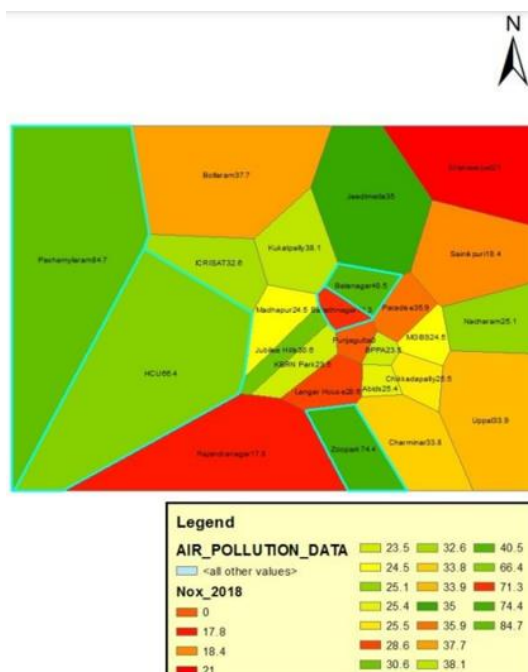 N
Bollaram37.7
Jeedimetla35
Pashamylaram84.7
Kukatpally38.1
ICRISAT32.6
Sainikpuri18.4
Balanagar40.5
Paradise35.9
Nacharam25.1
Madhapur24.5
Punjagutta0
MGBS24.5
BPPA23.5
Jubilee Hills30.6
KBRN Park23.5
HCU66.4
Chikadapally25.5
Langar House28.6
Abids25.4
Uppal33.9
Charminar33.8
Zoopark74.4
Rajendranagar17.8
Legend
AIR_POLLUTION_DATA
<all other values>
Nox_2018
0
17.8
18.4
21
23.5
24.5
25.1
25.4
25.5
28.6
30.6
32.6
33.8
33.9
35
35.9
37.7
38.1
40.5
66.4
71.3
74.4
84.7